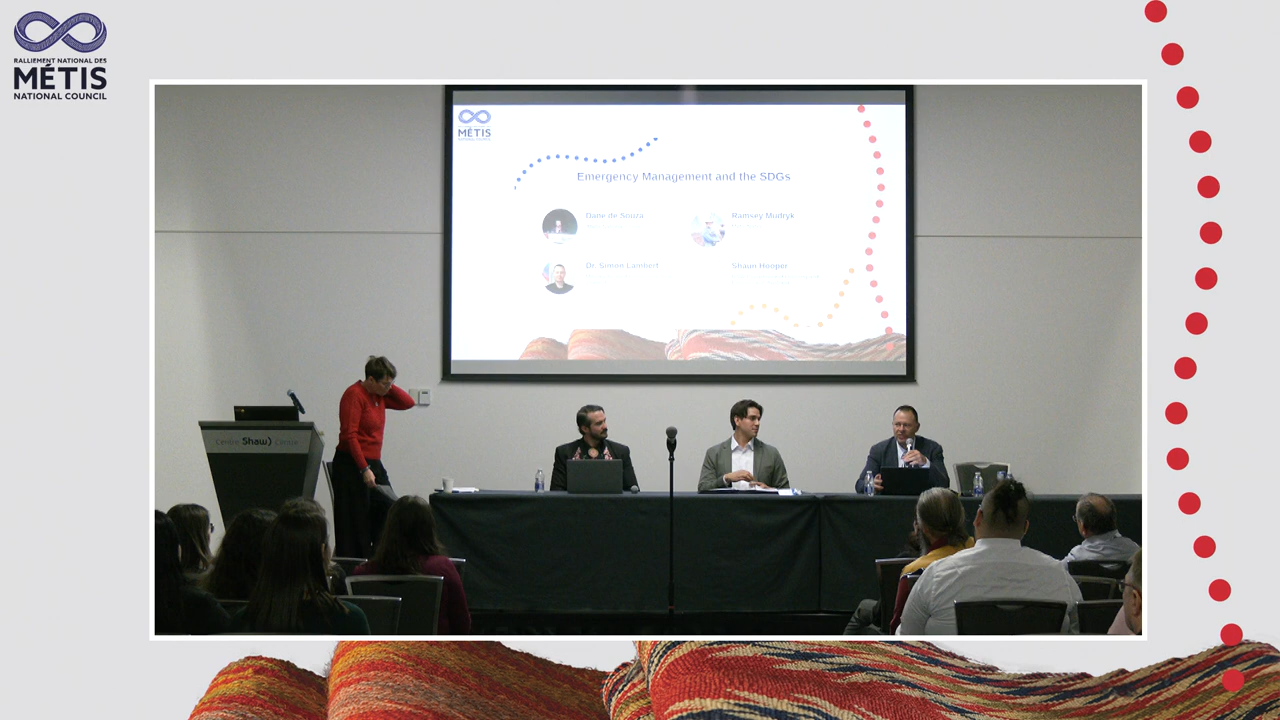 RALLIEMENT NATIONAL DES
MÉTIS
NATIONAL COUNCIL
MÉTIS
Emergency Management and the SDGs
Dane de Souza
Ramsey Mudryk
Dr. Simon Lambert
Shaun Hooper
Centre Shaw) Centre